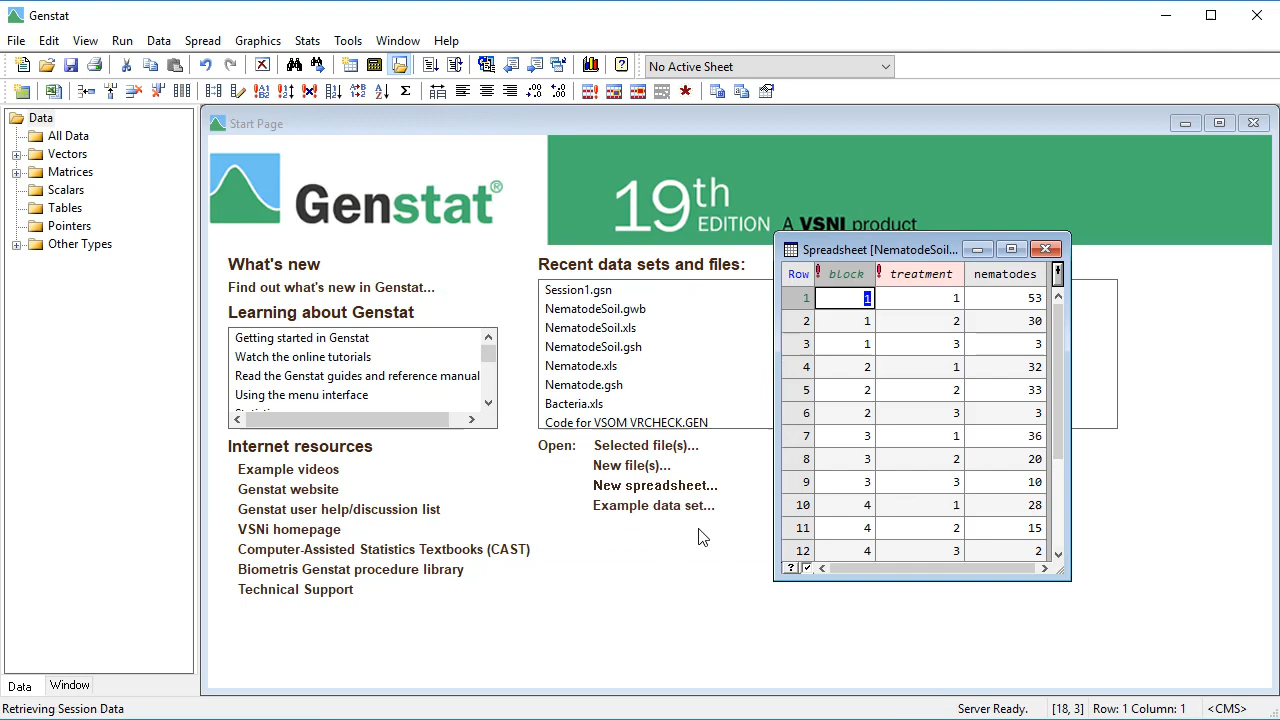 Genstat
File Edit View Run Data Spread Graphics Stats Tools Window Help
No Active Sheet
Data
All Data
Vectors
Matrices
Scalars
Tables
Pointers
Other Types
Data Window
Start Page
Genstat®
19th EDITION A VSNi product
What's new
Find out what's new in Genstat...
Learning about Genstat
Getting started in Genstat
Watch the online tutorials
Read the Genstat guides and reference manual
Using the menu interface
Internet resources
Example videos
Genstat website
Genstat user help/discussion list
VSNi homepage
Computer-Assisted Statistics Textbooks (CAST)
Biometris Genstat procedure library
Technical Support
Recent data sets and files:
Session1.gsn
NematodeSoil.gwb
NematodeSoil.xls
NematodeSoil.gsh
Nematode.xls
Nematode.gsh
Bacteria.xls
Code for VSOM VRCHECK.GEN
Open: Selected file(s)...
New file(s)...
New spreadsheet...
Example data set...
Spreadsheet [NematodeSoil...
Row block treatment nematodes
1 1 1 53
2 1 2 30
3 1 3 3
4 2 1 32
5 2 2 33
6 2 3 3
7 3 1 36
8 3 2 20
9 3 3 10
10 4 1 28
11 4 2 15
12 4 3 2
Retrieving Session Data Server Ready. [18, 3] Row: 1 Column: 1 <CMS>